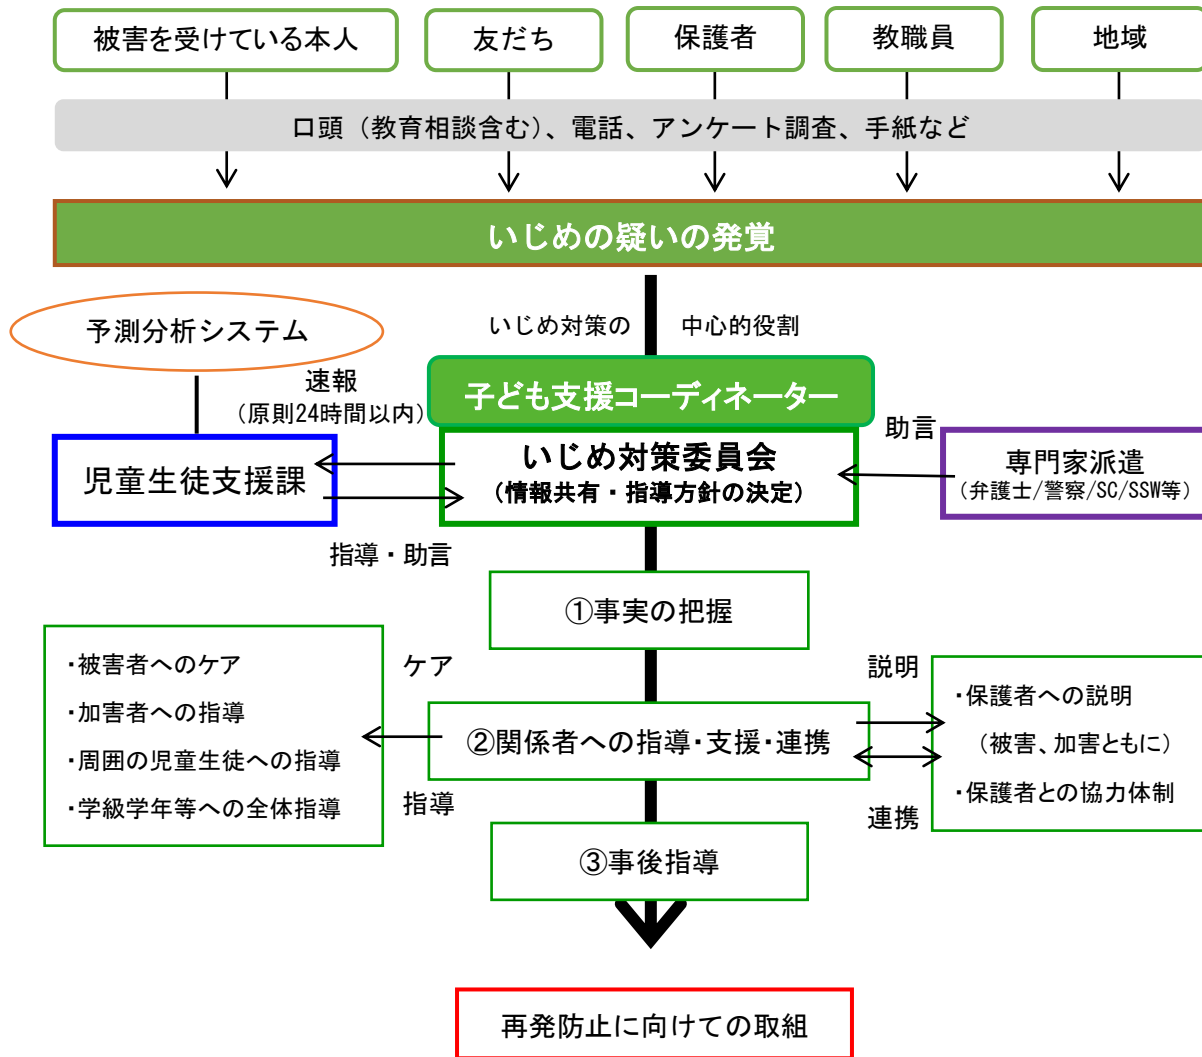 被害を受けている本人
友だち
保護者
教職員
地域
口頭（教育相談含む）、電話、アンケート調査、手紙など
いじめの疑いの発覚
予測分析システム
いじめ対策の
中心的役割
速報
（原則24時間以内）
子ども支援コーディネーター
助言
児童生徒支援課
いじめ対策委員会
（情報共有・指導方針の決定）
専門家派遣
（弁護士/警察/SC/SSW等）
指導・助言
①事実の把握
・被害者へのケア
・加害者への指導
・周囲の児童生徒への指導
・学級学年等への全体指導
ケア
指導
②関係者への指導・支援・連携
説明
連携
・保護者への説明
（被害、加害ともに）
・保護者との協力体制
③事後指導
再発防止に向けての取組